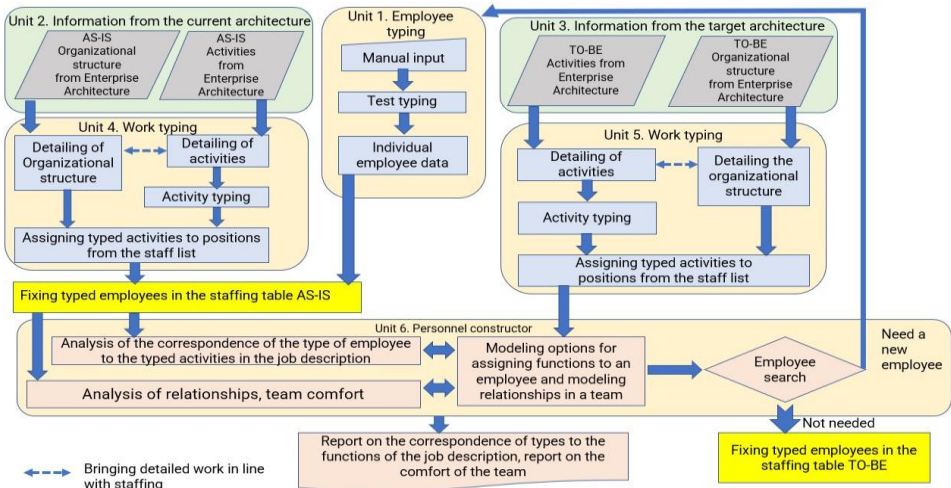 Unit 2. Information from the current architecture
AS-IS
Organizational
structure
from Enterprise
Architecture
AS-IS
Activities
from
Enterprise
Architecture
Unit 1. Employee
typing
Manual input
Test typing
Individual
employee data
Unit 3. Information from the target architecture
TO-BE
Activities from
Enterprise
Architecture
TO-BE
Organizational
structure
from Enterprise
Architecture
Unit 4. Work typing
Detailing of
Organizational
structure
Detailing of
activities
Activity typing
Assigning typed activities to positions
from the staff list
Unit 5. Work typing
Detailing of
activities
Detailing the
organizational
structure
Activity typing
Assigning typed activities to
positions from the staff list
Fixing typed employees in the staffing table AS-IS
Unit 6. Personnel constructor
Analysis of the correspondence of the type of employee
to the typed activities in the job description
Analysis of relationships, team comfort
Modeling options for
assigning functions to an
employee and modeling
relationships in a team
Employee
search
Need a
new
employee
Not needed
Report on the correspondence of types to the
functions of the job description, report on the
comfort of the team
Fixing typed employees in the
staffing table TO-BE
Bringing detailed work in line
with staffing